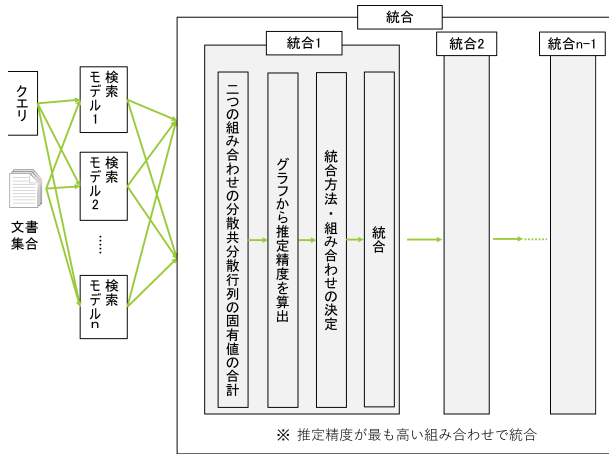 統合
統合1
統合2
統合n-1
クエリ
文書
集合
検索
モデル1
検索
モデル2
......
検索
モデルn
二つの組み合わせの分散共分散行列の固有値の合計
グラフから推定精度を算出
統合方法・組み合わせの決定
統合
※ 推定精度が最も高い組み合わせで統合